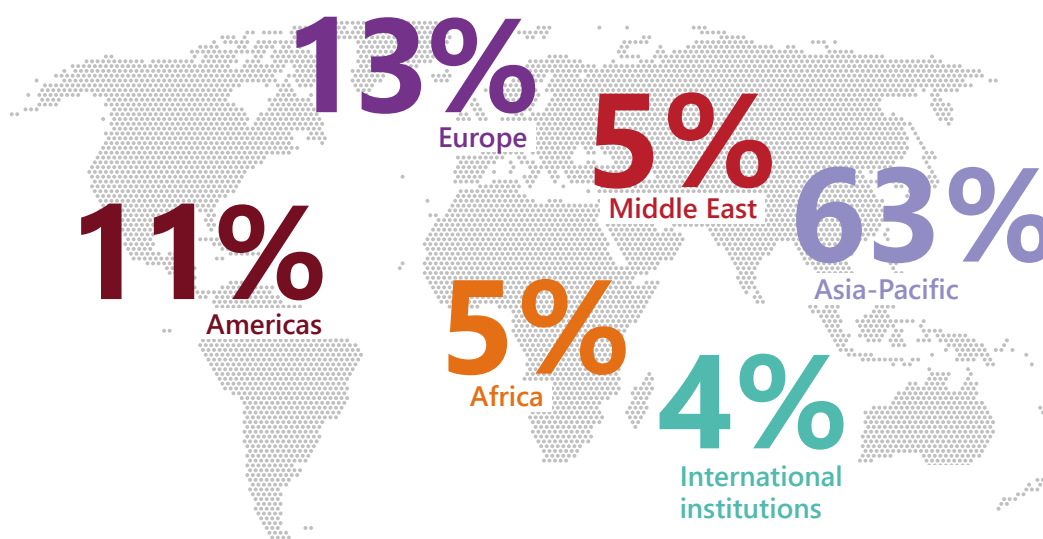 13%
Europe
5%
Middle East
63%
Asia-Pacific
11%
Americas
5%
Africa
4%
International
institutions